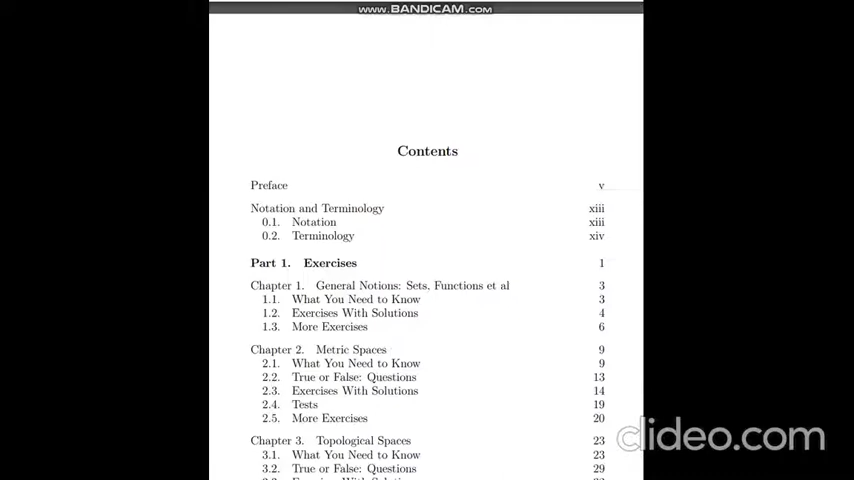 WWW.BANDICAM.COM
Contents
Preface v
Notation and Terminology xiii
0.1. Notation xiii
0.2. Terminology xiv
Part 1. Exercises 1
Chapter 1. General Notions: Sets, Functions et al 3
1.1. What You Need to Know 3
1.2. Exercises With Solutions 4
1.3. More Exercises 6
Chapter 2. Metric Spaces 9
2.1. What You Need to Know 9
2.2. True or False: Questions 13
2.3. Exercises With Solutions 14
2.4. Tests 19
2.5. More Exercises 20
Chapter 3. Topological Spaces 23
3.1. What You Need to Know 23
3.2. True or False: Questions 29
clideo.com